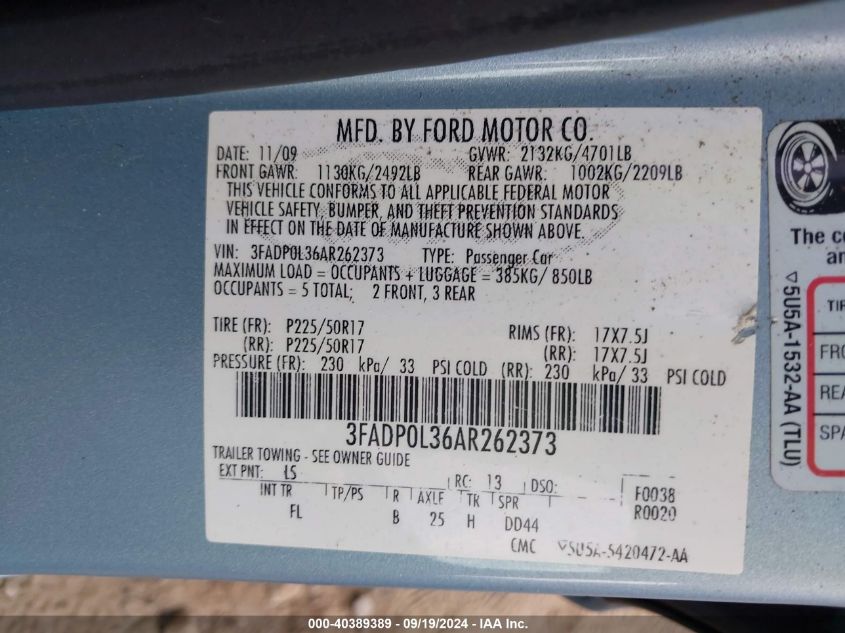 MFD. BY FORD MOTOR CO.
DATE: 11/09 GVWR: 2132KG/4701LB
FRONT GAWR: 1130KG/2492LB REAR GAWR: 1002KG/2209LB
THIS VEHICLE CONFORMS TO ALL APPLICABLE FEDERAL MOTOR
VEHICLE SAFETY, BUMPER, AND THEFT PREVENTION STANDARDS
IN EFFECT ON THE DATE OF MANUFACTURE SHOWN ABOVE.
VIN: 3FADP0L36AR262373 TYPE: Passenger Car
MAXIMUM LOAD = OCCUPANTS + LUGGAGE = 385KG/ 850LB
OCCUPANTS = 5 TOTAL; 2 FRONT, 3 REAR
TIRE (FR): P225/50R17 RIMS (FR): 17X7.5J
(RR): P225/50R17 (RR): 17X7.5J
PRESSURE (FR): 230 kPa/ 33 PSI COLD (RR): 230 kPa/ 33 PSI COLD
3FADP0L36AR262373
TRAILER TOWING - SEE OWNER GUIDE
EXT PNT: LS RC: 13 DSO: F0038
INT TR TP/PS R AXLE TR SPR R0020
FL B 25 H DD44
CMC ▽5U5A-5420472-AA
The co
an
▽5U5A-1532-AA (TLU)
TIR
FRO
REA
SPA
000-40389389 - 09/19/2024 - IAA Inc.